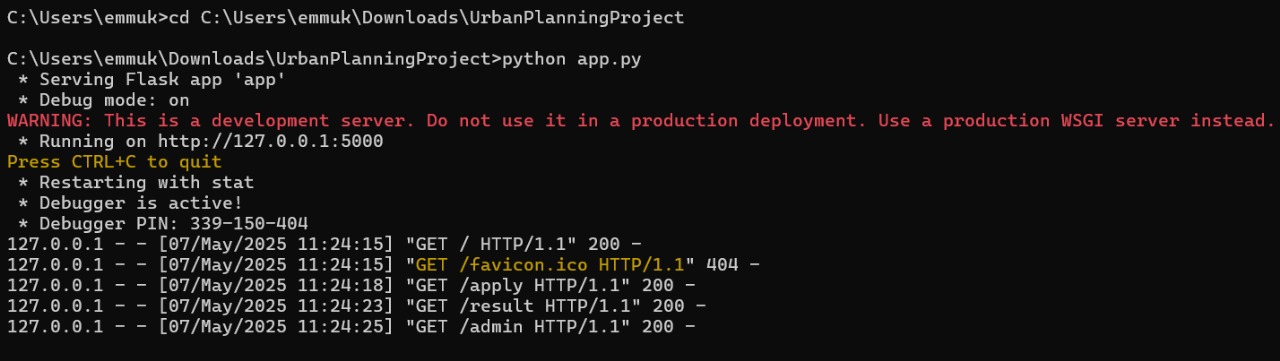 C:\Users\emmuk>cd C:\Users\emmuk\Downloads\UrbanPlanningProject
C:\Users\emmuk\Downloads\UrbanPlanningProject>python app.py
 * Serving Flask app 'app'
 * Debug mode: on
WARNING: This is a development server. Do not use it in a production deployment. Use a production WSGI server instead.
 * Running on http://127.0.0.1:5000
Press CTRL+C to quit
 * Restarting with stat
 * Debugger is active!
 * Debugger PIN: 339-150-404
127.0.0.1 - - [07/May/2025 11:24:15] "GET / HTTP/1.1" 200 -
127.0.0.1 - - [07/May/2025 11:24:15] "GET /favicon.ico HTTP/1.1" 404 -
127.0.0.1 - - [07/May/2025 11:24:18] "GET /apply HTTP/1.1" 200 -
127.0.0.1 - - [07/May/2025 11:24:23] "GET /result HTTP/1.1" 200 -
127.0.0.1 - - [07/May/2025 11:24:25] "GET /admin HTTP/1.1" 200 -